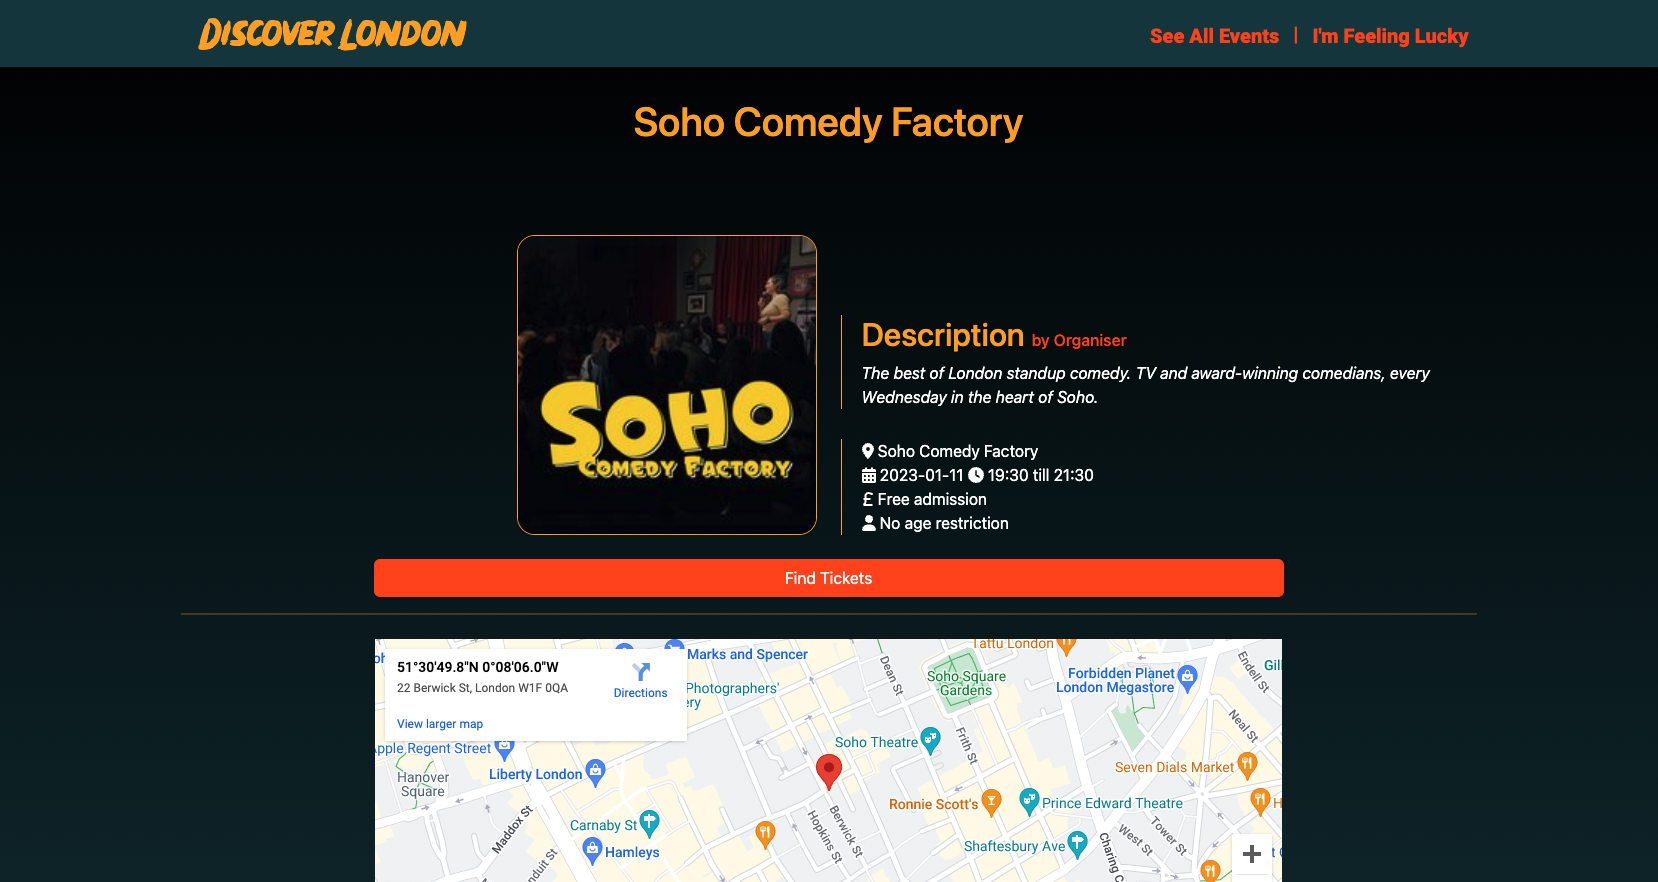 DISCOVER LONDON
See All Events | I'm Feeling Lucky
Soho Comedy Factory
SOHO
COMEDY FACTORY
Description by Organiser
The best of London standup comedy. TV and award-winning comedians, every
Wednesday in the heart of Soho.
Soho Comedy Factory
2023-01-11 19:30 till 21:30
£ Free admission
No age restriction
Find Tickets
51°30'49.8"N 0°08'06.0"W
22 Berwick St, London W1F 0QA
Directions
View larger map
Marks and Spencer
Photographers'
Tattu London
Dean St
Soho Square
Gardens
Forbidden Planet
London Megastore
Endell St
Neal St
Apple Regent Street
Soho Theatre
Frith St
Seven Dials Market
Hanover
Square
Liberty London
Ronnie Scott's
Prince Edward Theatre
Carnaby St
Maddox St
Hopkins St
Berwick St
Hamleys
Shaftesbury Ave
Charing C
West St
Tower St